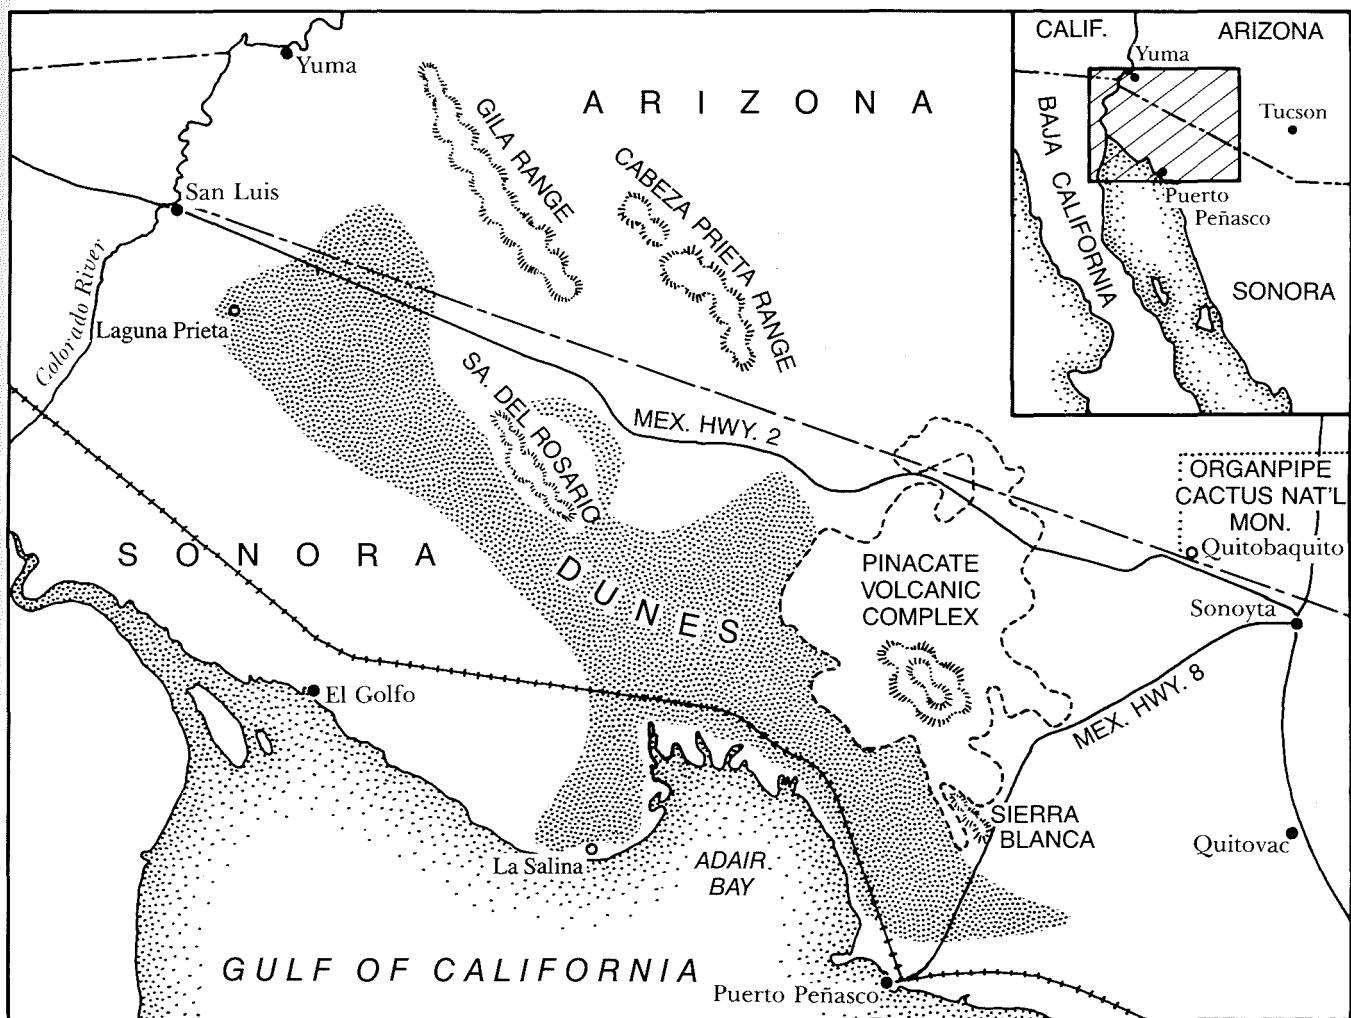 Yuma
ARIZONA
GILA RANGE
CABEZA PRIETA RANGE
San Luis
Colorado River
Laguna Prieta
SA. DEL ROSARIO
MEX. HWY. 2
SONORA
DUNES
PINACATE
VOLCANIC
COMPLEX
ORGANPIPE
CACTUS NAT'L
MON.
Quitobaquito
Sonoyta
MEX. HWY. 8
El Golfo
SIERRA
BLANCA
Quitovac
La Salina
ADAIR
BAY
GULF OF CALIFORNIA
Puerto Peñasco
CALIF.
ARIZONA
Yuma
Tucson
BAJA CALIFORNIA
Puerto
Peñasco
SONORA